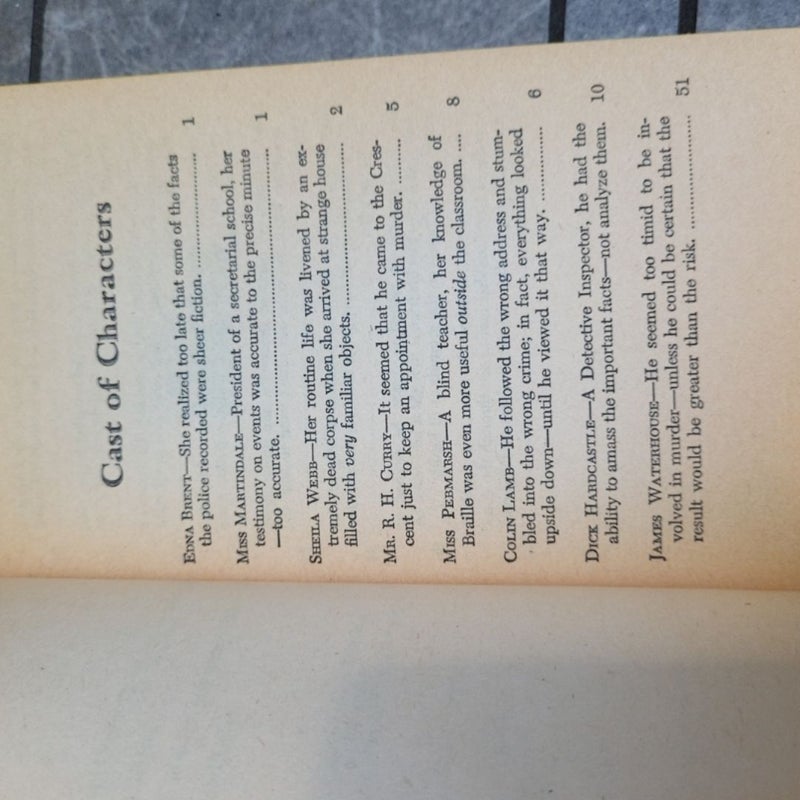 Cast of Characters
EDNA BRENT—She realized too late that some of the facts
the police recorded were sheer fiction. ........................ 1
MISS MARTINDALE—President of a secretarial school, her
testimony on events was accurate to the precise minute
—too accurate. ................................................ 1
SHEILA WEBB—Her routine life was livened by an ex-
tremely dead corpse when she arrived at strange house
filled with very familiar objects. .............................. 2
MR. R. H. CURRY—It seemed that he came to the Cres-
cent just to keep an appointment with murder. ........... 5
MISS PEBMARSH—A blind teacher, her knowledge of
Braille was even more useful outside the classroom. .... 8
COLIN LAMB—He followed the wrong address and stum-
bled into the wrong crime; in fact, everything looked
upside down—until he viewed it that way. ................ 6
DICK HARDCASTLE—A Detective Inspector, he had the
ability to amass the important facts—not analyze them. 10
JAMES WATERHOUSE—He seemed too timid to be in-
volved in murder—unless he could be certain that the
result would be greater than the risk. ........................ 51